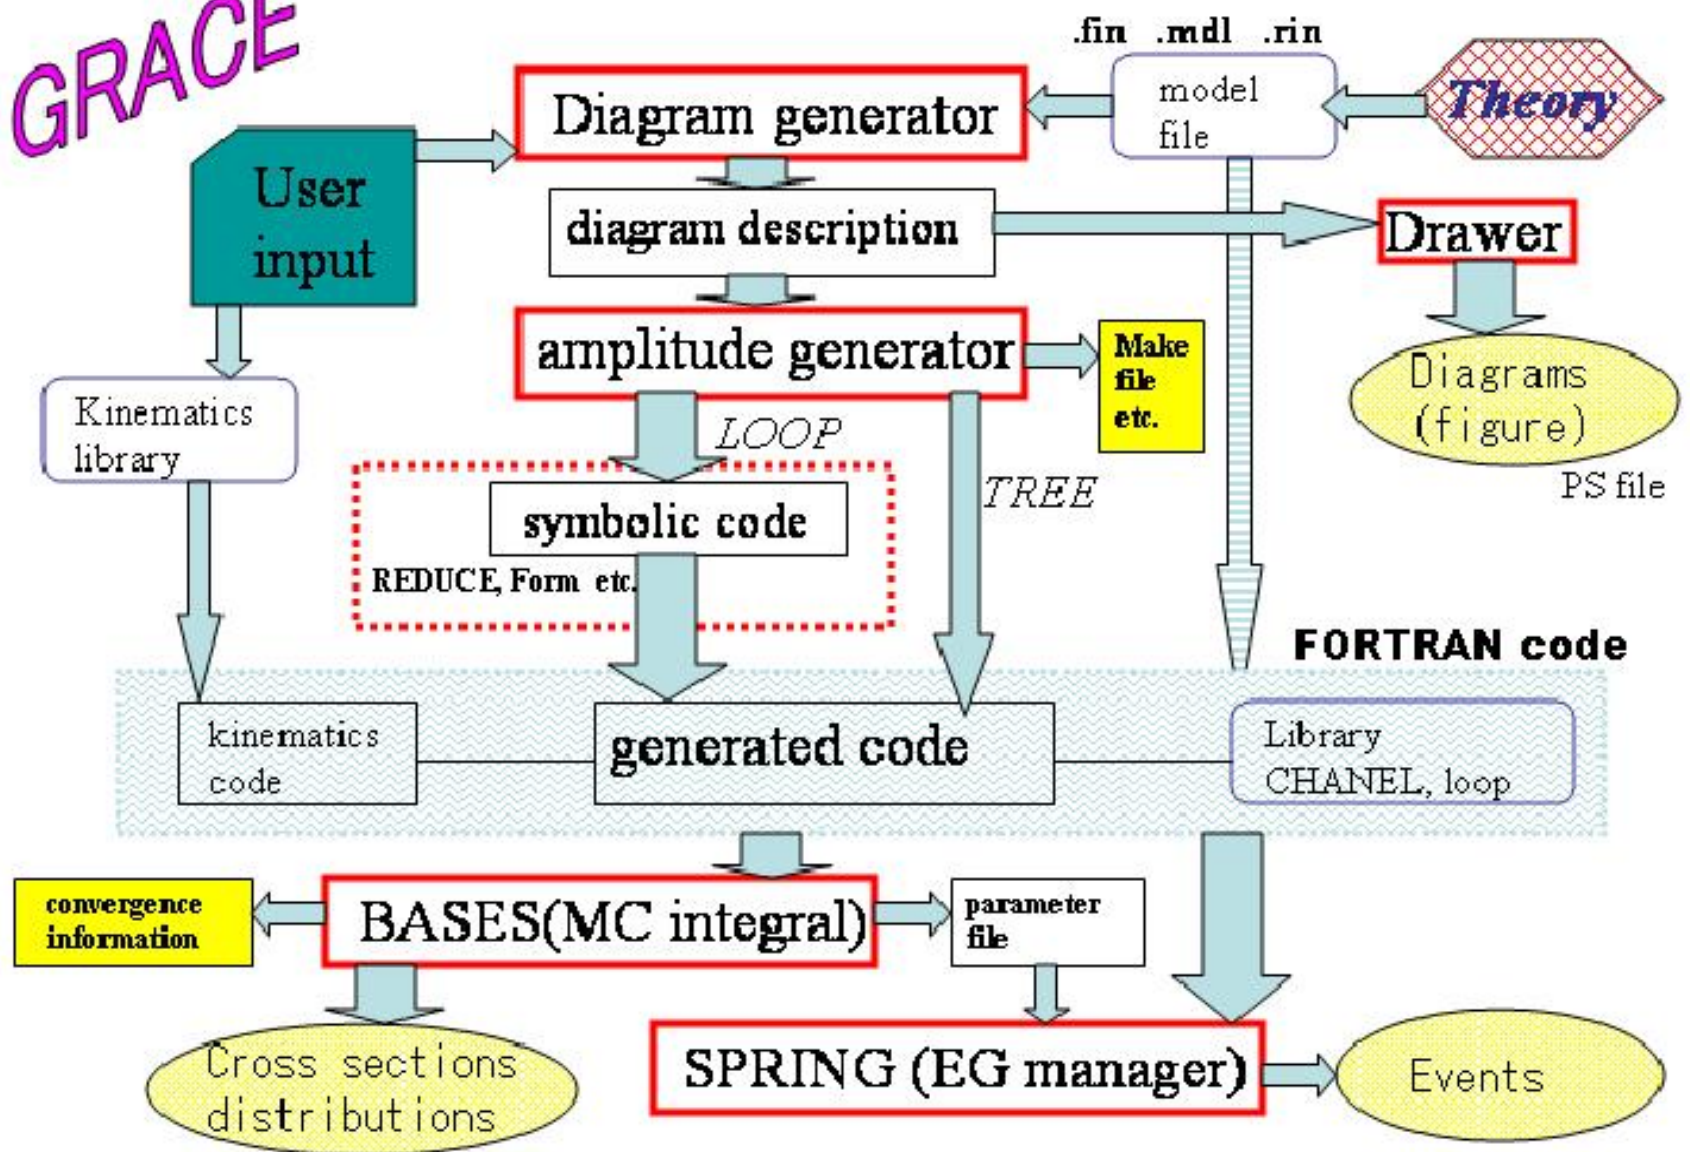 GRACE
.fin .mdl .rin
Theory
model
file
Diagram generator
User
input
diagram description
Drawer
amplitude generator
Make
file
etc.
Diagrams
(figure)
PS file
Kinematics
library
LOOP
TREE
symbolic code
REDUCE, Form etc.
FORTRAN code
kinematics
code
generated code
Library
CHANEL, loop
convergence
information
BASES(MC integral)
parameter
file
Cross sections
distributions
SPRING (EG manager)
Events